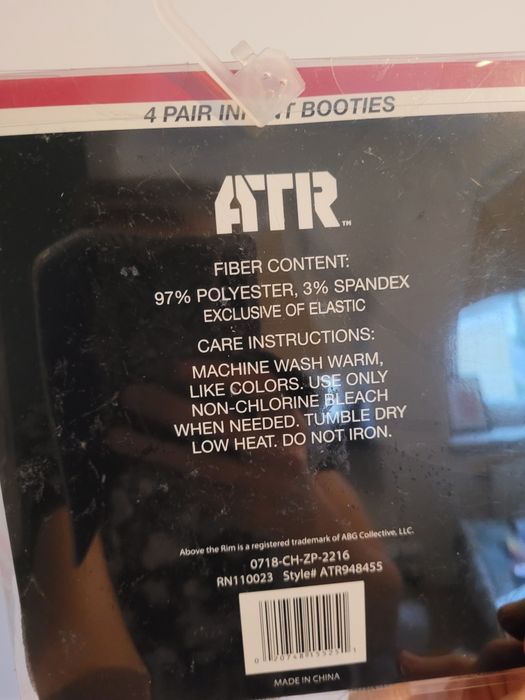 4 PAIR IN T BOOTIES
ATR™
FIBER CONTENT:
97% POLYESTER, 3% SPANDEX
EXCLUSIVE OF ELASTIC
CARE INSTRUCTIONS:
MACHINE WASH WARM,
LIKE COLORS. USE ONLY
NON-CHLORINE BLEACH
WHEN NEEDED. TUMBLE DRY
LOW HEAT. DO NOT IRON.
Above the Rim is a registered trademark of ABG Collective, LLC.
0718-CH-ZP-2216
RN110023 Style# ATR948455
MADE IN CHINA